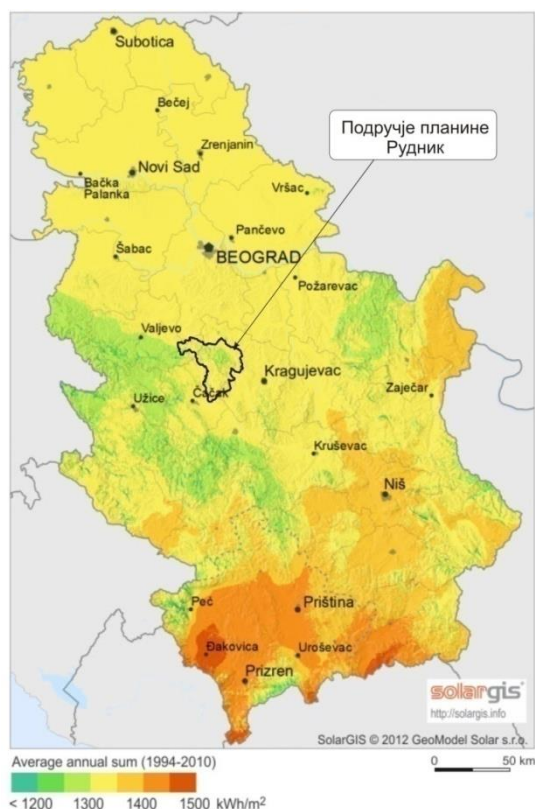 Subotica
Bečej
Подручје планине
Рудник
Zrenjanin
Novi Sad
Bačka
Palanka
Vršac
Pančevo
Šabac
BEOGRAD
Požarevac
Valjevo
Kragujevac
Zaječar
Užice
Čačak
Kruševac
Niš
Peć
Priština
Đakovica
Uroševac
Prizren
solargis
http://solargis.info
SolarGIS © 2012 GeoModel Solar s.r.o.
Average annual sum (1994-2010)
0 50 km
< 1200 1300 1400 1500 kWh/m²